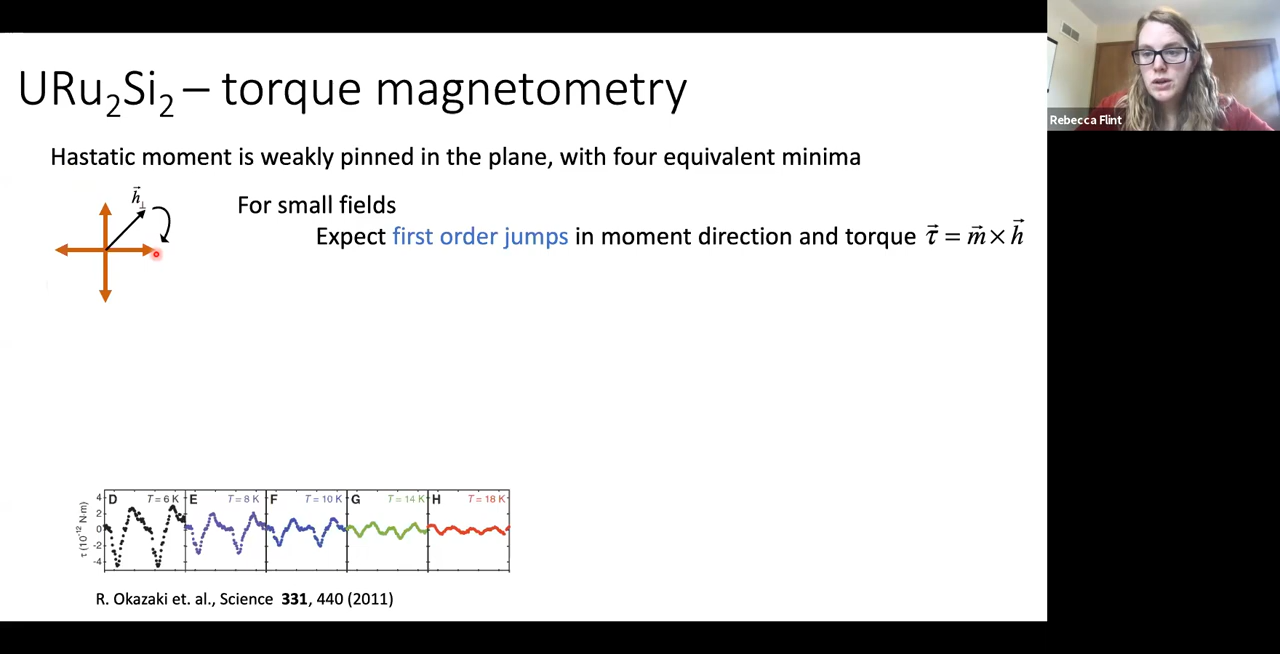 URu₂Si₂ – torque magnetometry
Rebecca Flint
Hastatic moment is weakly pinned in the plane, with four equivalent minima
h⃗⊥
For small fields
Expect first order jumps in moment direction and torque τ⃗ = m⃗ × h⃗
τ (10⁻¹² N·m)
4
2
0
-2
-4
D T = 6 K
E T = 8 K
F T = 10 K
G T = 14 K
H T = 18 K
R. Okazaki et. al., Science 331, 440 (2011)